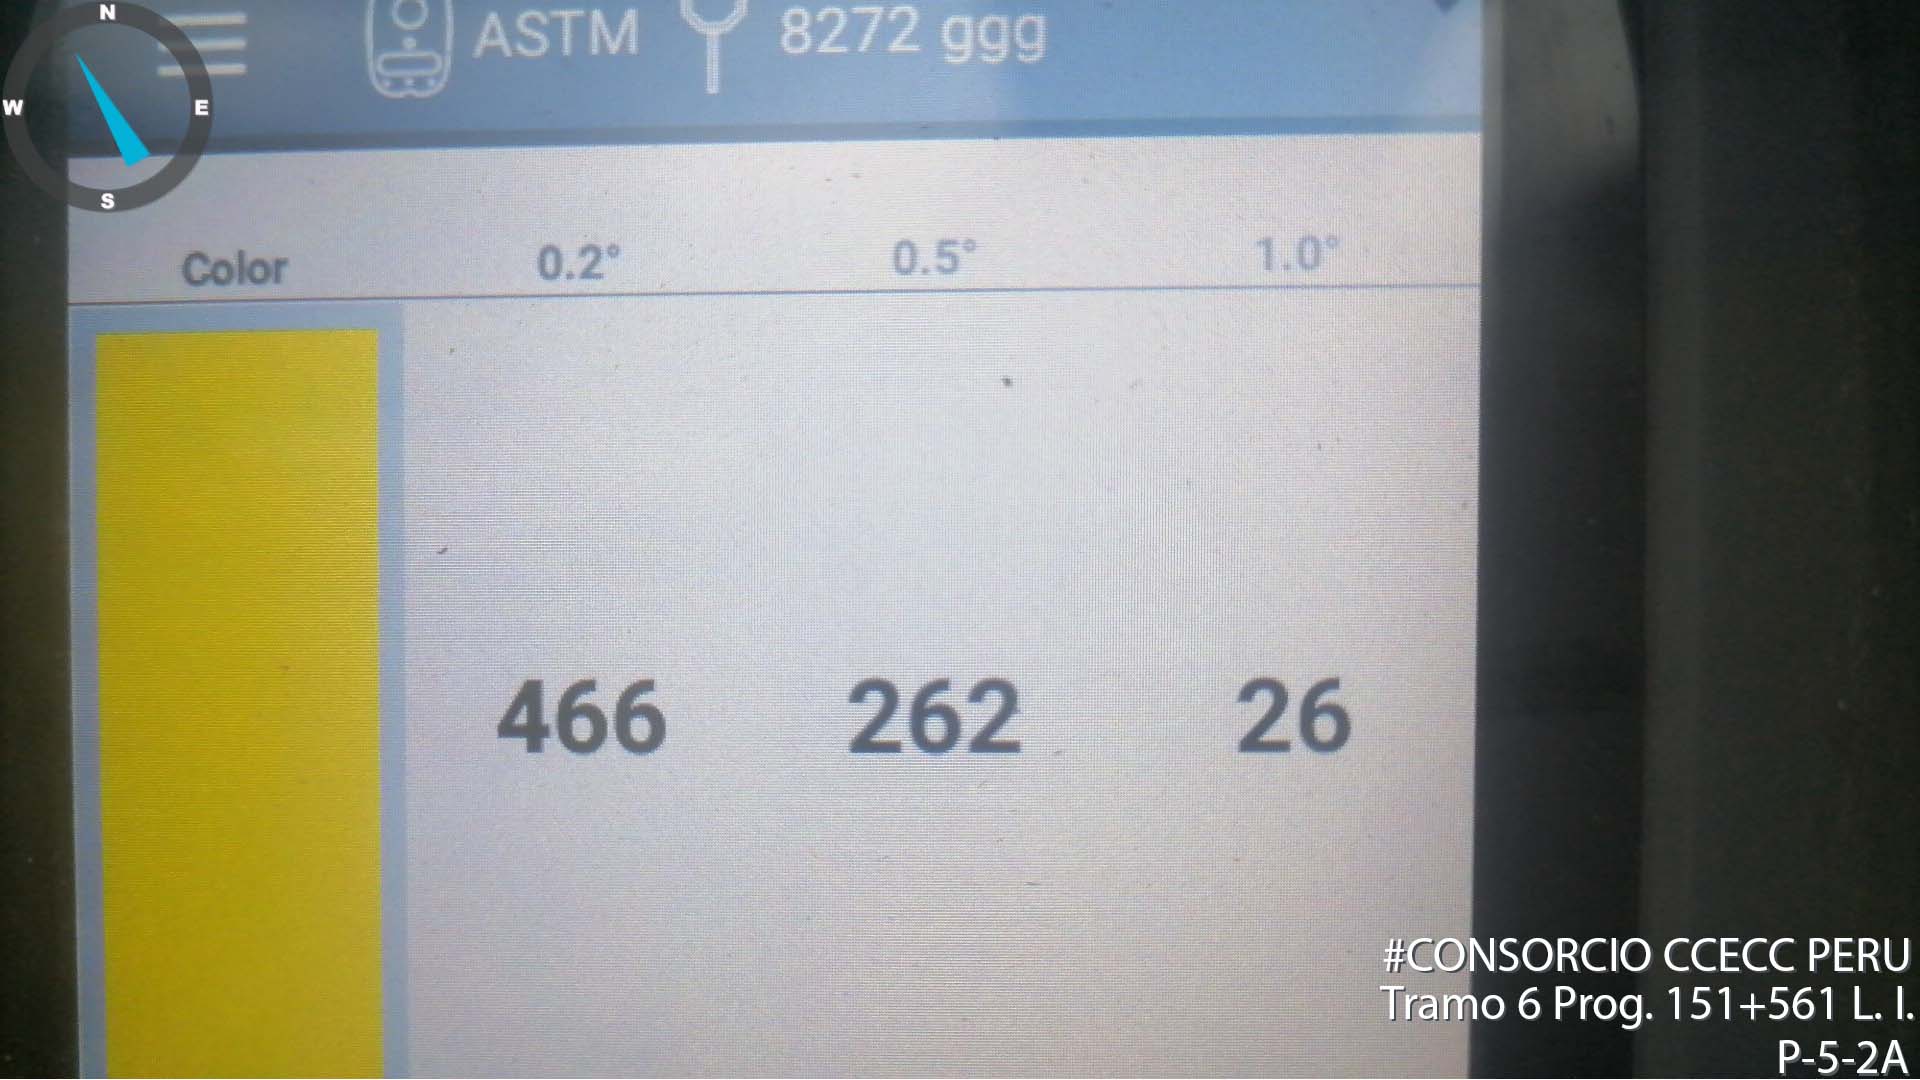 N
W E
S
ASTM 8272 ggg
Color 0.2° 0.5° 1.0°
466 262 26
#CONSORCIO CCECC PERU
Tramo 6 Prog. 151+561 L. I.
P-5-2A